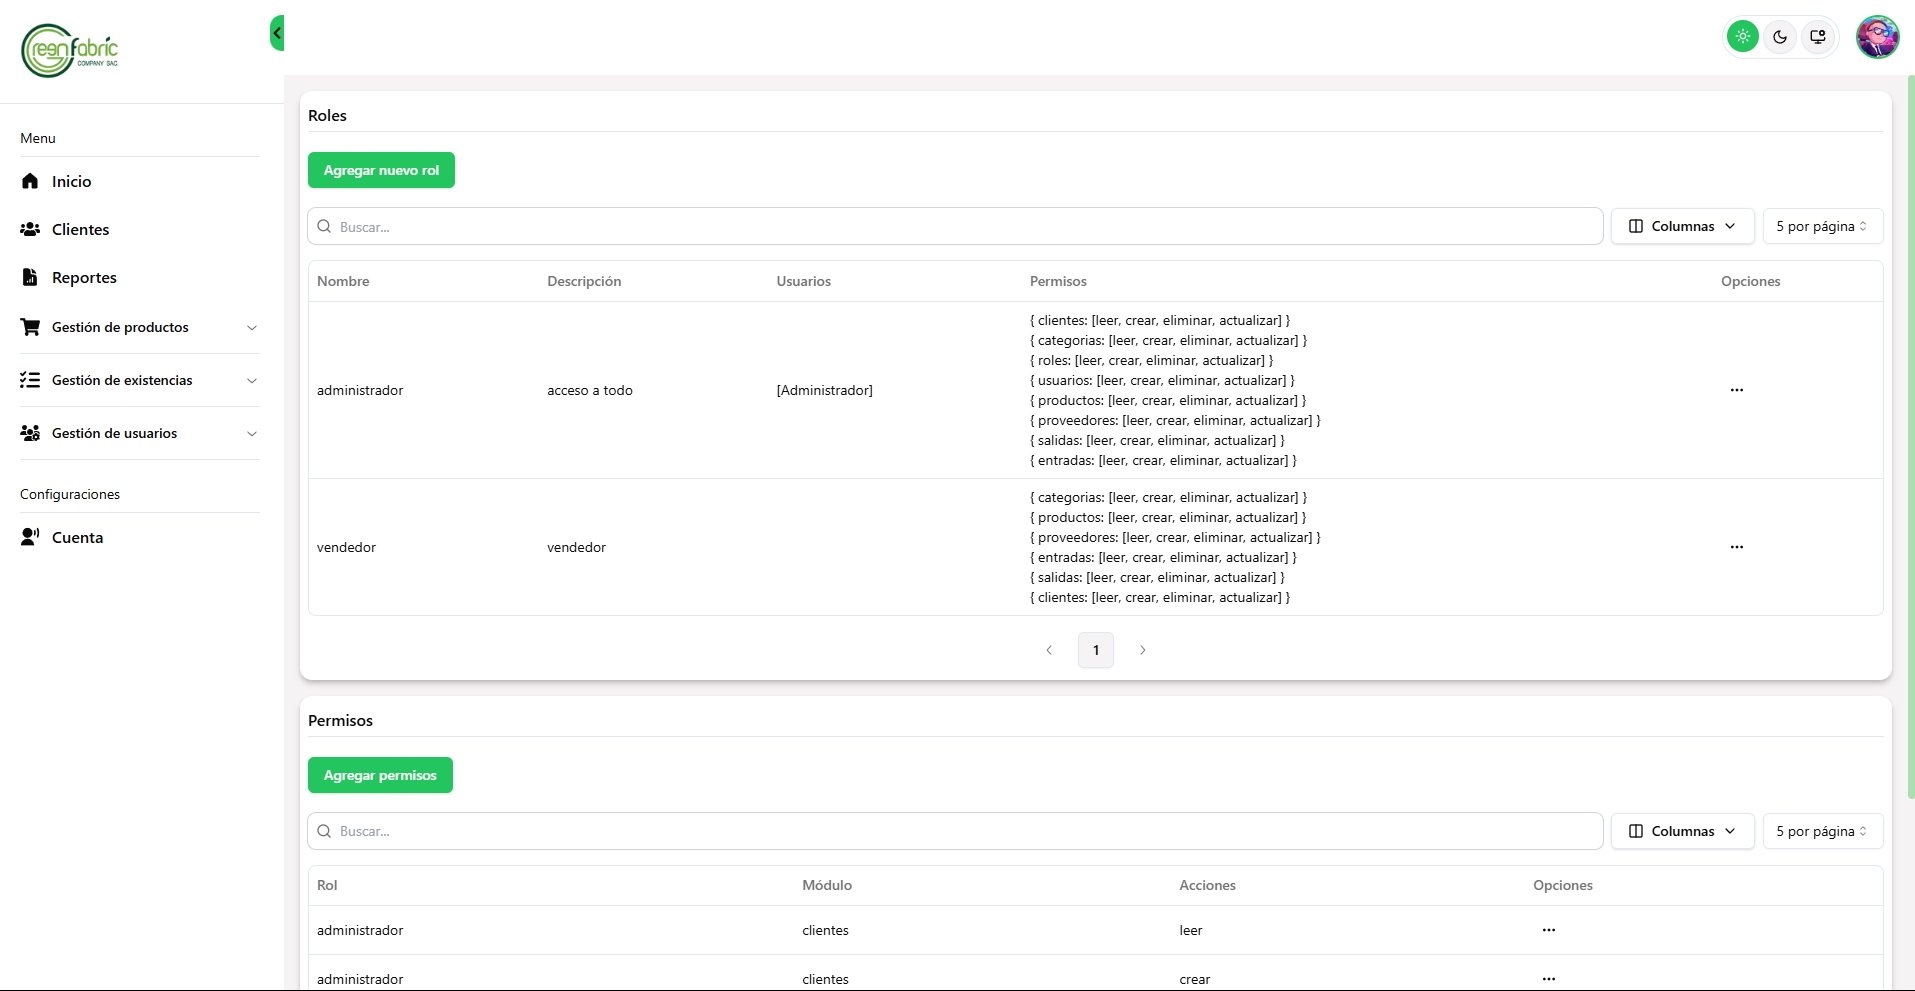 Greenfabric
COMPANY SAC
Menu
Inicio
Clientes
Reportes
Gestión de productos
Gestión de existencias
Gestión de usuarios
Configuraciones
Cuenta
Roles
Agregar nuevo rol
Buscar...
Columnas
5 por página
Nombre Descripción Usuarios Permisos Opciones
{ clientes: [leer, crear, eliminar, actualizar] }
{ categorias: [leer, crear, eliminar, actualizar] }
{ roles: [leer, crear, eliminar, actualizar] }
{ usuarios: [leer, crear, eliminar, actualizar] }
administrador acceso a todo [Administrador]
{ productos: [leer, crear, eliminar, actualizar] }
{ proveedores: [leer, crear, eliminar, actualizar] }
{ salidas: [leer, crear, eliminar, actualizar] }
{ entradas: [leer, crear, eliminar, actualizar] }
{ categorias: [leer, crear, eliminar, actualizar] }
{ productos: [leer, crear, eliminar, actualizar] }
{ proveedores: [leer, crear, eliminar, actualizar] }
vendedor vendedor
{ entradas: [leer, crear, eliminar, actualizar] }
{ salidas: [leer, crear, eliminar, actualizar] }
{ clientes: [leer, crear, eliminar, actualizar] }
1
Permisos
Agregar permisos
Buscar...
Columnas
5 por página
Rol Módulo Acciones Opciones
administrador clientes leer
administrador clientes crear